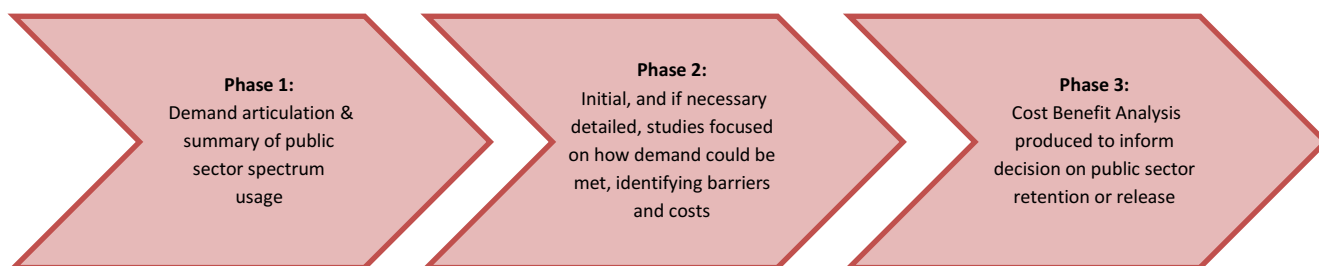 Phase 1:
Demand articulation &
summary of public
sector spectrum
usage
Phase 2:
Initial, and if necessary
detailed, studies focused
on how demand could be
met, identifying barriers
and costs
Phase 3:
Cost Benefit Analysis
produced to inform
decision on public sector
retention or release